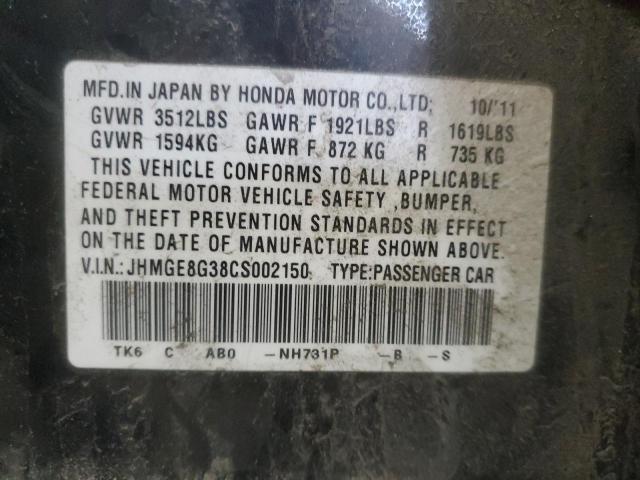 MFD.IN JAPAN BY HONDA MOTOR CO.,LTD; 10/'11
GVWR 3512LBS GAWR F 1921LBS R 1619LBS
GVWR 1594KG GAWR F 872 KG R 735 KG
THIS VEHICLE CONFORMS TO ALL APPLICABLE
FEDERAL MOTOR VEHICLE SAFETY ,BUMPER,
AND THEFT PREVENTION STANDARDS IN EFFECT
ON THE DATE OF MANUFACTURE SHOWN ABOVE.
V.I.N.:JHMGE8G38CS002150. TYPE:PASSENGER CAR
TK6 C AB0 -NH731P -B -S